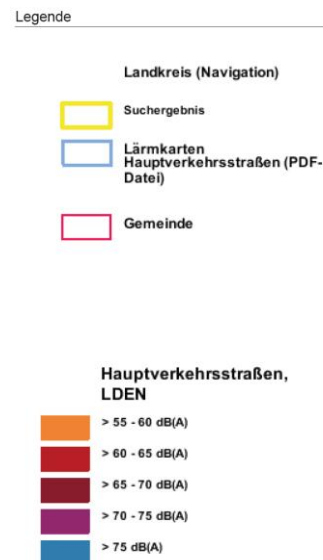 Legende
Landkreis (Navigation)
Suchergebnis
Lärmkarten
Hauptverkehrsstraßen (PDF-
Datei)
Gemeinde
Hauptverkehrsstraßen,
LDEN
> 55 - 60 dB(A)
> 60 - 65 dB(A)
> 65 - 70 dB(A)
> 70 - 75 dB(A)
> 75 dB(A)